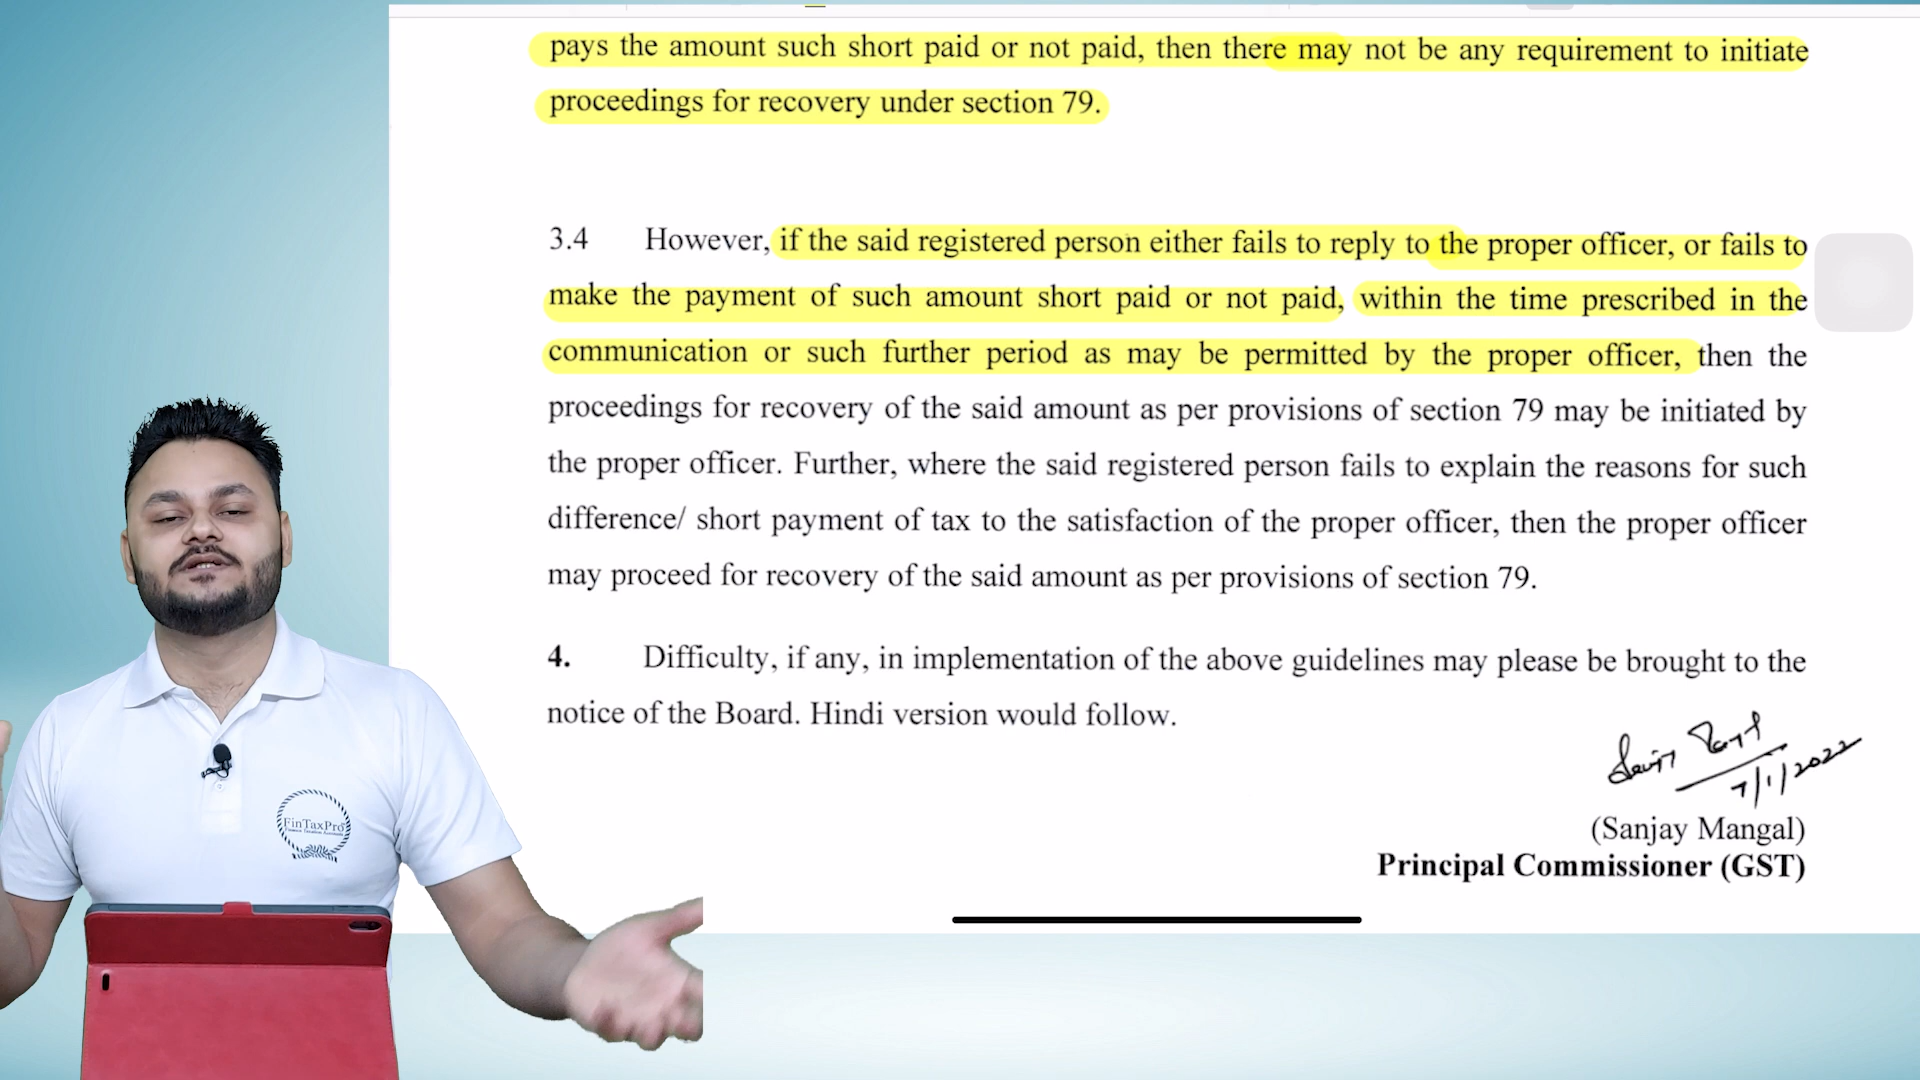 pays the amount such short paid or not paid, then there may not be any requirement to initiate
proceedings for recovery under section 79.
3.4 However, if the said registered person either fails to reply to the proper officer, or fails to
make the payment of such amount short paid or not paid, within the time prescribed in the
communication or such further period as may be permitted by the proper officer, then the
proceedings for recovery of the said amount as per provisions of section 79 may be initiated by
the proper officer. Further, where the said registered person fails to explain the reasons for such
difference/ short payment of tax to the satisfaction of the proper officer, then the proper officer
may proceed for recovery of the said amount as per provisions of section 79.
4. Difficulty, if any, in implementation of the above guidelines may please be brought to the
notice of the Board. Hindi version would follow.
7/1/2022
(Sanjay Mangal)
Principal Commissioner (GST)
FinTaxPro